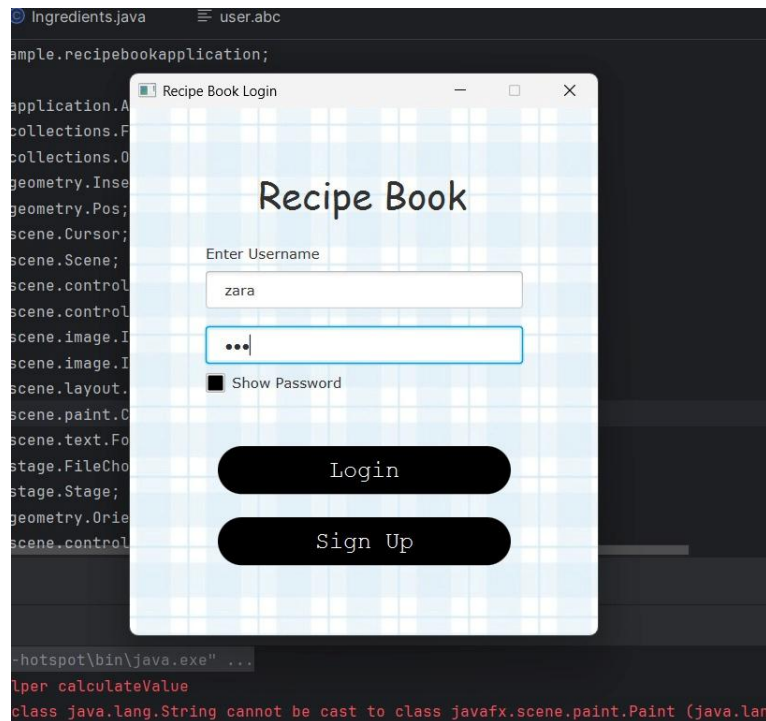 Ingredients.java user.abc
ample.recipebookapplication;
Recipe Book Login
application.A
collections.F
collections.O
geometry.Inse
geometry.Pos;
scene.Cursor;
scene.Scene;
scene.control
scene.control
scene.image.I
scene.image.I
scene.layout.
scene.paint.C
scene.text.Fo
stage.FileCho
stage.Stage;
geometry.Orie
scene.control
Recipe Book
Enter Username
zara
Show Password
Login
Sign Up
-hotspot\bin\java.exe" ...
lper calculateValue
class java.lang.String cannot be cast to class javafx.scene.paint.Paint (java.lan